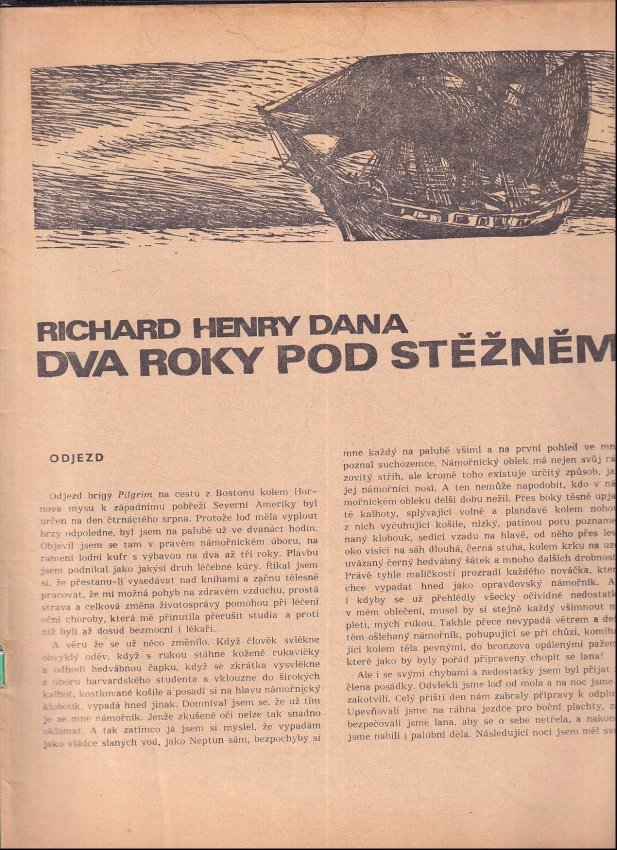 RICHARD HENRY DANA
DVA ROKY POD STĚŽNĚM
ODJEZD
Odjezd brigy Pilgrim na cestu z Bostonu kolem Hor-
nova mysu k západnímu pobřeží Severní Ameriky byl
určen na den čtrnáctého srpna. Protože loď měla vyplout
brzy odpoledne, byl jsem na palubě už ve dvanáct hodin.
Objevil jsem se tam v pravém námořnickém úboru, na
ramení lodní kufr s výbavou na dva až tři roky. Plavbu
jsem podnikal jako jakýsi druh léčebné kúry. Říkal jsem
si, že přestanu-li vysedávat nad knihami a začnu tělesně
pracovat, že mi možná pohyb na zdravém vzduchu, prostá
strava a celková změna životosprávy pomohou při léčení
oční choroby, která mě přinutila přerušit studia a proti
níž byli až dosud bezmocní i lékaři.
A věru že se už něco změnilo. Když člověk svlékne
obvyklý oděv, když s rukou stáhne kožené rukavičky
a odhodí hedvábnou čapku, když se zkrátka vysvlékne
z úboru harvardského studenta a vklouzne do širokých
kalhot, kostkované košile a posadí si na hlavu námořnický
klobouk, vypadá hned jinak. Domníval jsem se, že už tím
je ze mne námořník. Jenže zkušené oči nelze tak snadno
oklamat. A tak zatímco já jsem si myslel, že vypadám
jako vládce slaných vod, jako Neptun sám, bezpochyby si
mne každý na palubě všiml a na první pohled ve mn
poznal suchozemce. Námořnický oblek má nejen svůj rá
zovitý střih, ale kromě toho existuje určitý způsob, ja
jej námořníci nosí. A ten nemůže napodobit, kdo v ná
mořnickém obleku delší dobu nežil. Přes boky těsně upja
té kalhoty, splývající volně a plandavě kolem nohou
z nich vyčuhující košile, nízký, patinou potu pozname
naný klobouk, sedící vzadu na hlavě, od něho přes lev
oko visící na sáh dlouhá, černá stuha, kolem krku na uze
uvázaný černý hedvábný šátek a mnoho dalších drobnost
Právě tyhle maličkosti prozradí každého nováčka, kter
chce vypadat hned jako opravdovský námořník. A
i kdyby se už přehlédly všecky očividné nedostatk
v mém oblečení, musel by si stejně každý všimnout m
pleti, mých rukou. Takhle přece nevypadá větrem a deš
těm ošlehaný námořník, pohupující se při chůzi, komíha
jící kolem těla pevnými, do bronzova opálenými pažem
které jako by byly pořád připraveny chopit se lana!
Ale i se svými chybami a nedostatky jsem byl přijat
člena posádky. Odvlekli jsme loď od mola a na noc jsme
zakotvili. Celý příští den nám zabraly přípravy k odplu
Upevňovali jsme na ráhna jezdce pro boční plachty, z
bezpečovali jsme lana, aby se o sebe netřela, a nakon
jsme nabili i palubní děla. Následující noci jsem měl sv